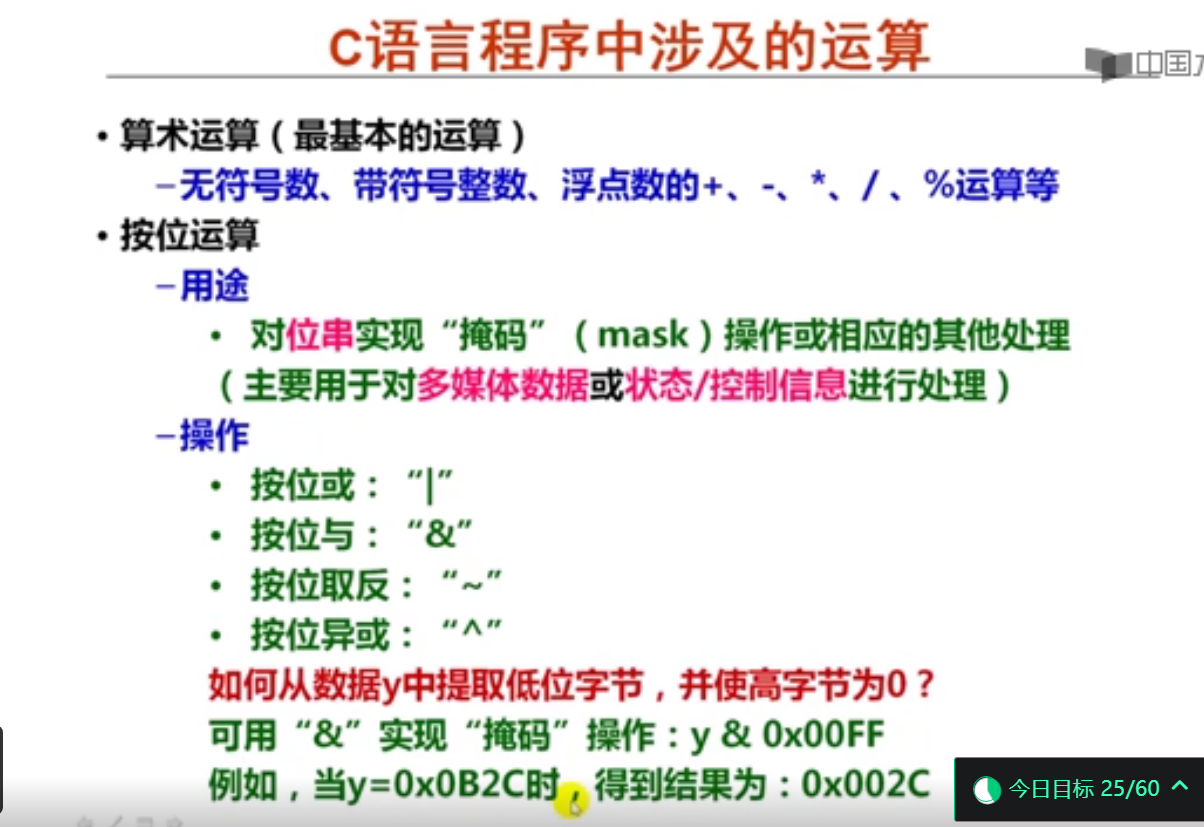 C语言程序中涉及的运算
中国
• 算术运算（最基本的运算）
–无符号数、带符号整数、浮点数的+、-、*、/ 、%运算等
• 按位运算
–用途
• 对位串实现“掩码”（mask）操作或相应的其他处理
（主要用于对多媒体数据或状态/控制信息进行处理）
–操作
• 按位或：“|”
• 按位与：“&”
• 按位取反：“~”
• 按位异或：“^”
如何从数据y中提取低位字节，并使高字节为0？
可用“&”实现“掩码”操作：y & 0x00FF
例如，当y=0x0B2C时，得到结果为：0x002C
今日目标 25/60